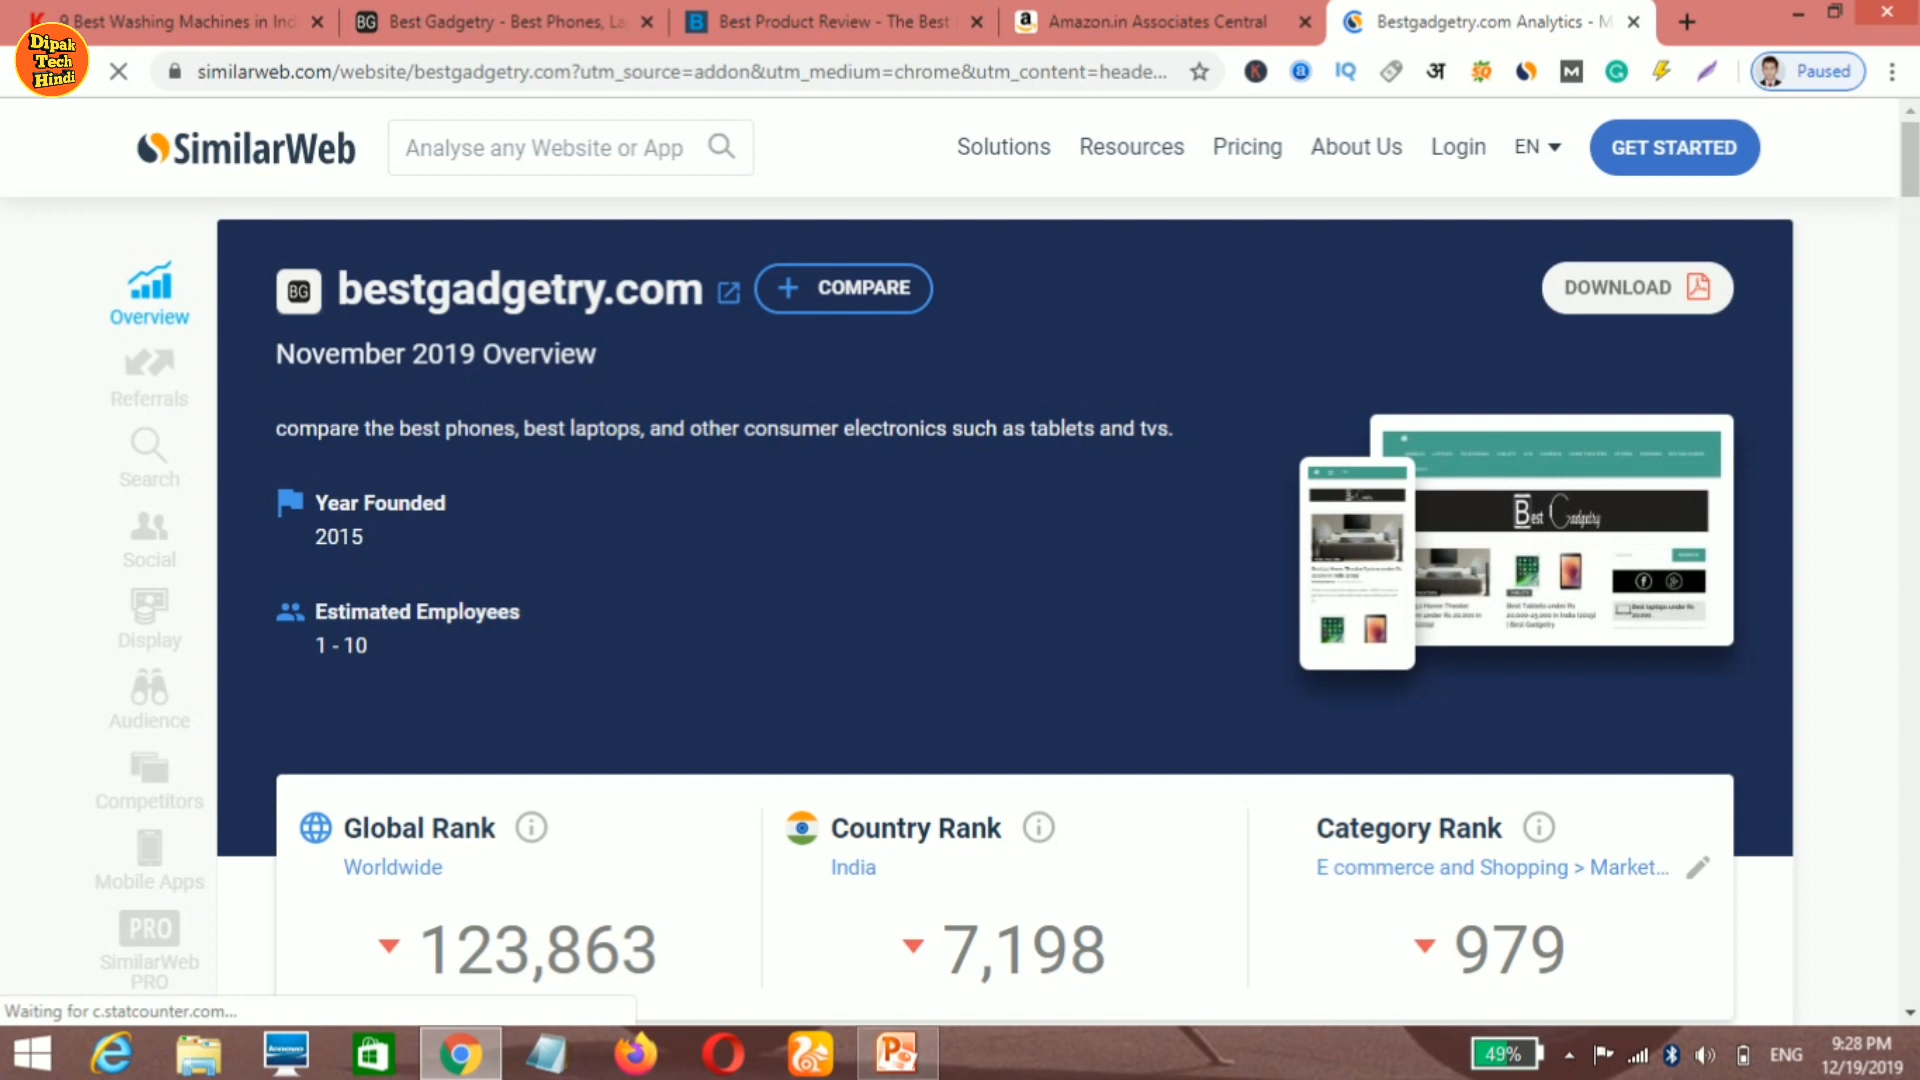 9 Best Washing Machines in Ind
BG Best Gadgetry - Best Phones, La
B Best Product Review - The Best
a Amazon.in Associates Central
Bestgadgetry.com Analytics - M
Dipak
Tech
Hindi
similarweb.com/website/bestgadgetry.com?utm_source=addon&utm_medium=chrome&utm_content=heade...
IQ
अ
Paused
SimilarWeb
Analyse any Website or App
Solutions
Resources
Pricing
About Us
Login
EN
GET STARTED
BG bestgadgetry.com
+ COMPARE
DOWNLOAD
November 2019 Overview
compare the best phones, best laptops, and other consumer electronics such as tablets and tvs.
Year Founded
2015
Estimated Employees
1 - 10
Best Gadgetry
Overview
Referrals
Search
Social
Display
Audience
Competitors
Mobile Apps
PRO
SimilarWeb
PRO
Global Rank
Worldwide
123,863
Country Rank
India
7,198
Category Rank
E commerce and Shopping > Market...
979
Waiting for c.statcounter.com...
lenovo
49%
ENG
9:28 PM
12/19/2019